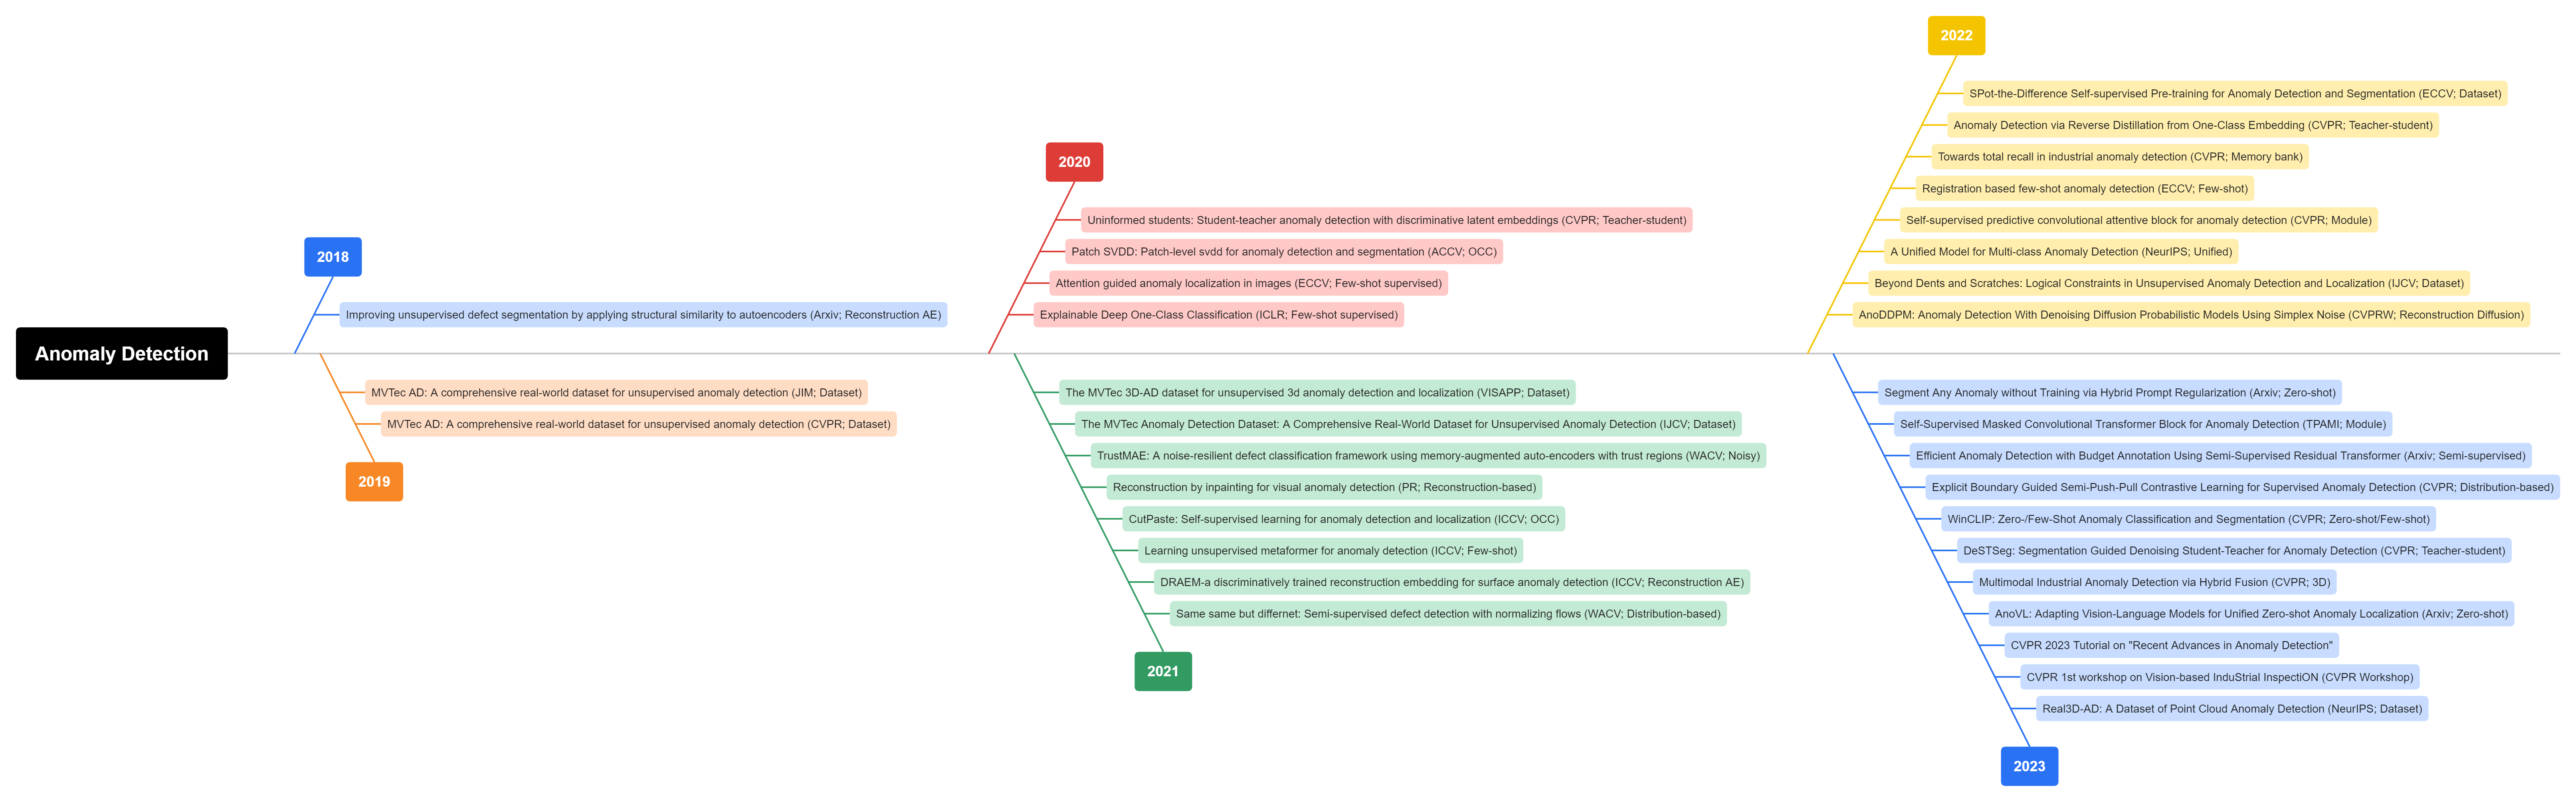 Anomaly Detection
2018
Improving unsupervised defect segmentation by applying structural similarity to autoencoders (Arxiv; Reconstruction AE)
MVTec AD: A comprehensive real-world dataset for unsupervised anomaly detection (JIM; Dataset)
MVTec AD: A comprehensive real-world dataset for unsupervised anomaly detection (CVPR; Dataset)
2019
2020
Uninformed students: Student-teacher anomaly detection with discriminative latent embeddings (CVPR; Teacher-student)
Patch SVDD: Patch-level svdd for anomaly detection and segmentation (ACCV; OCC)
Attention guided anomaly localization in images (ECCV; Few-shot supervised)
Explainable Deep One-Class Classification (ICLR; Few-shot supervised)
The MVTec 3D-AD dataset for unsupervised 3d anomaly detection and localization (VISAPP; Dataset)
The MVTec Anomaly Detection Dataset: A Comprehensive Real-World Dataset for Unsupervised Anomaly Detection (IJCV; Dataset)
TrustMAE: A noise-resilient defect classification framework using memory-augmented auto-encoders with trust regions (WACV; Noisy)
Reconstruction by inpainting for visual anomaly detection (PR; Reconstruction-based)
CutPaste: Self-supervised learning for anomaly detection and localization (ICCV; OCC)
Learning unsupervised metaformer for anomaly detection (ICCV; Few-shot)
DRAEM-a discriminatively trained reconstruction embedding for surface anomaly detection (ICCV; Reconstruction AE)
Same same but differnet: Semi-supervised defect detection with normalizing flows (WACV; Distribution-based)
2021
2022
SPot-the-Difference Self-supervised Pre-training for Anomaly Detection and Segmentation (ECCV; Dataset)
Anomaly Detection via Reverse Distillation from One-Class Embedding (CVPR; Teacher-student)
Towards total recall in industrial anomaly detection (CVPR; Memory bank)
Registration based few-shot anomaly detection (ECCV; Few-shot)
Self-supervised predictive convolutional attentive block for anomaly detection (CVPR; Module)
A Unified Model for Multi-class Anomaly Detection (NeurIPS; Unified)
Beyond Dents and Scratches: Logical Constraints in Unsupervised Anomaly Detection and Localization (IJCV; Dataset)
AnoDDPM: Anomaly Detection With Denoising Diffusion Probabilistic Models Using Simplex Noise (CVPRW; Reconstruction Diffusion)
Segment Any Anomaly without Training via Hybrid Prompt Regularization (Arxiv; Zero-shot)
Self-Supervised Masked Convolutional Transformer Block for Anomaly Detection (TPAMI; Module)
Efficient Anomaly Detection with Budget Annotation Using Semi-Supervised Residual Transformer (Arxiv; Semi-supervised)
Explicit Boundary Guided Semi-Push-Pull Contrastive Learning for Supervised Anomaly Detection (CVPR; Distribution-based)
WinCLIP: Zero-/Few-Shot Anomaly Classification and Segmentation (CVPR; Zero-shot/Few-shot)
DeSTSeg: Segmentation Guided Denoising Student-Teacher for Anomaly Detection (CVPR; Teacher-student)
Multimodal Industrial Anomaly Detection via Hybrid Fusion (CVPR; 3D)
AnoVL: Adapting Vision-Language Models for Unified Zero-shot Anomaly Localization (Arxiv; Zero-shot)
CVPR 2023 Tutorial on "Recent Advances in Anomaly Detection"
CVPR 1st workshop on Vision-based InduStrial InspectiON (CVPR Workshop)
Real3D-AD: A Dataset of Point Cloud Anomaly Detection (NeurIPS; Dataset)
2023